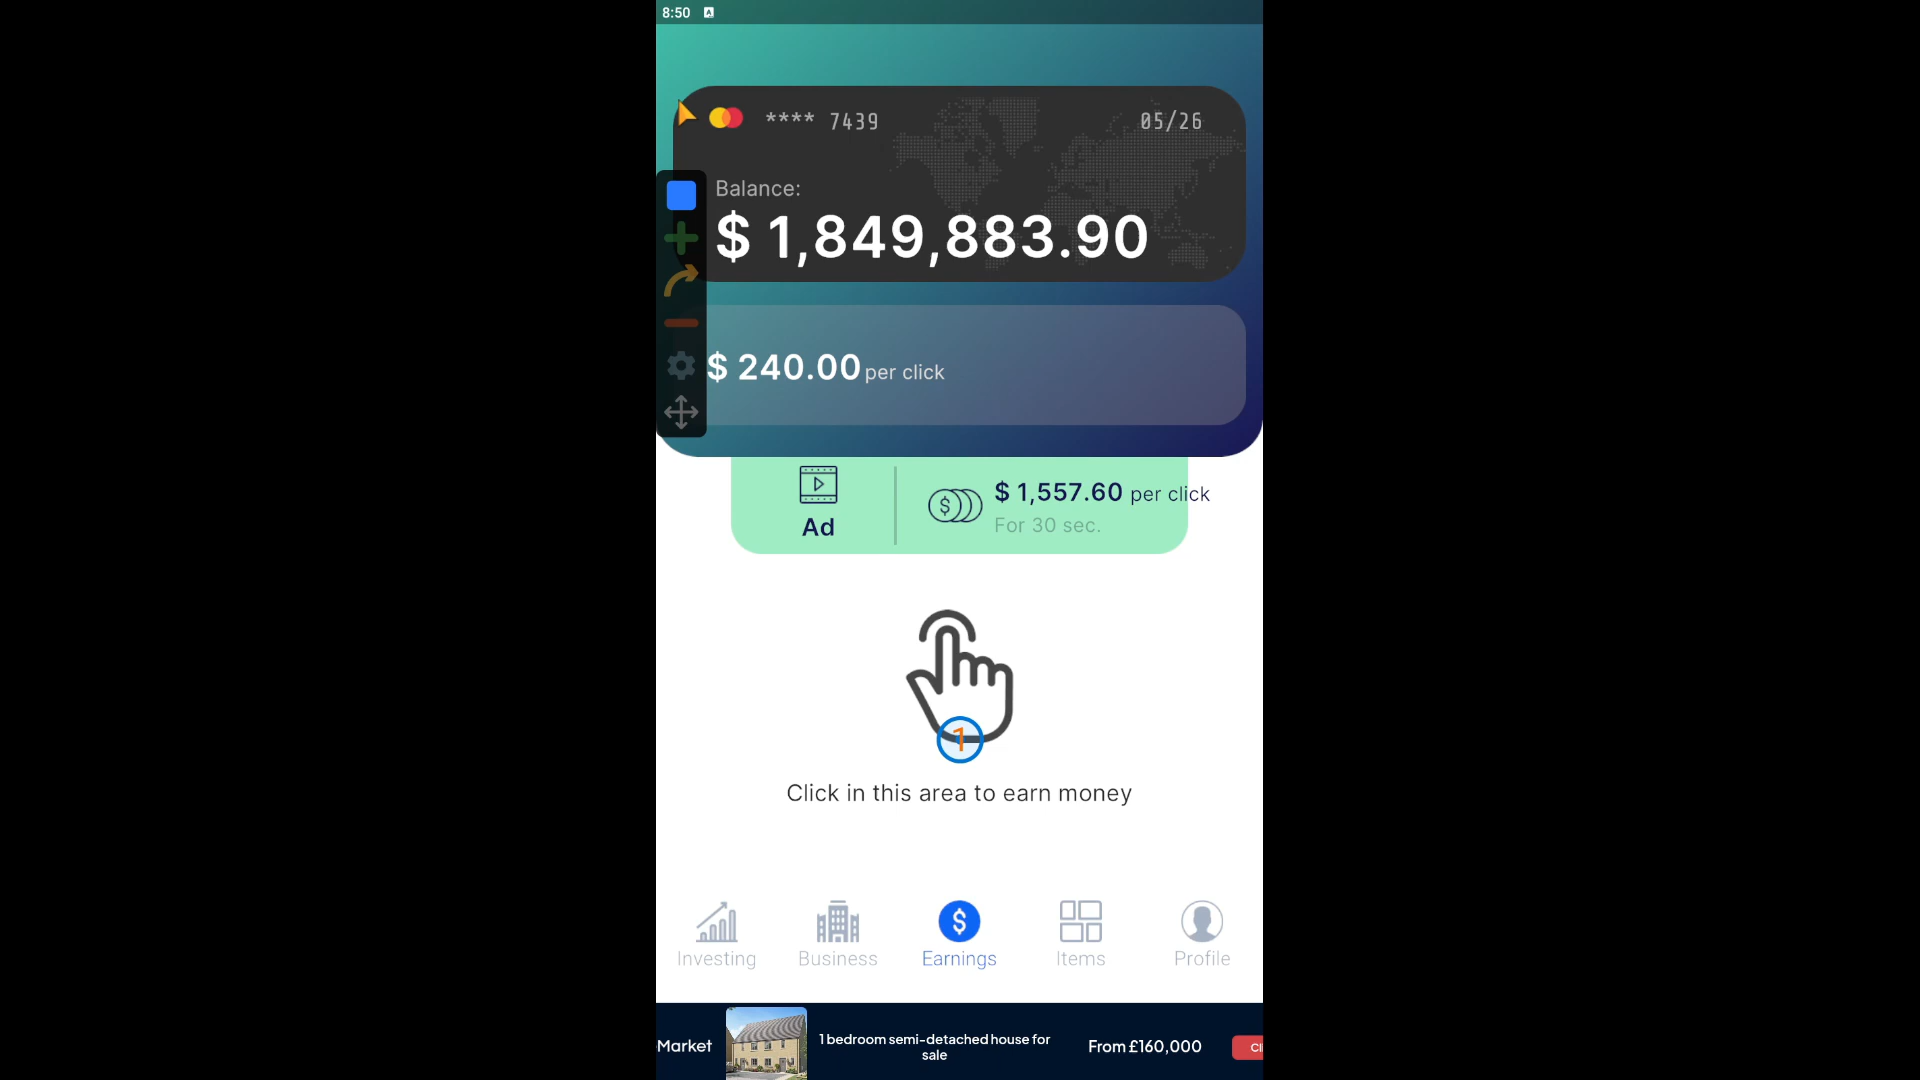 8:50
**** 7439
05/26
Balance:
$ 1,849,883.90
$ 240.00 per click
Ad
$ 1,557.60 per click
For 30 sec.
1
Click in this area to earn money
Investing
Business
Earnings
Items
Profile
Market
1 bedroom semi-detached house for
sale
From £160,000